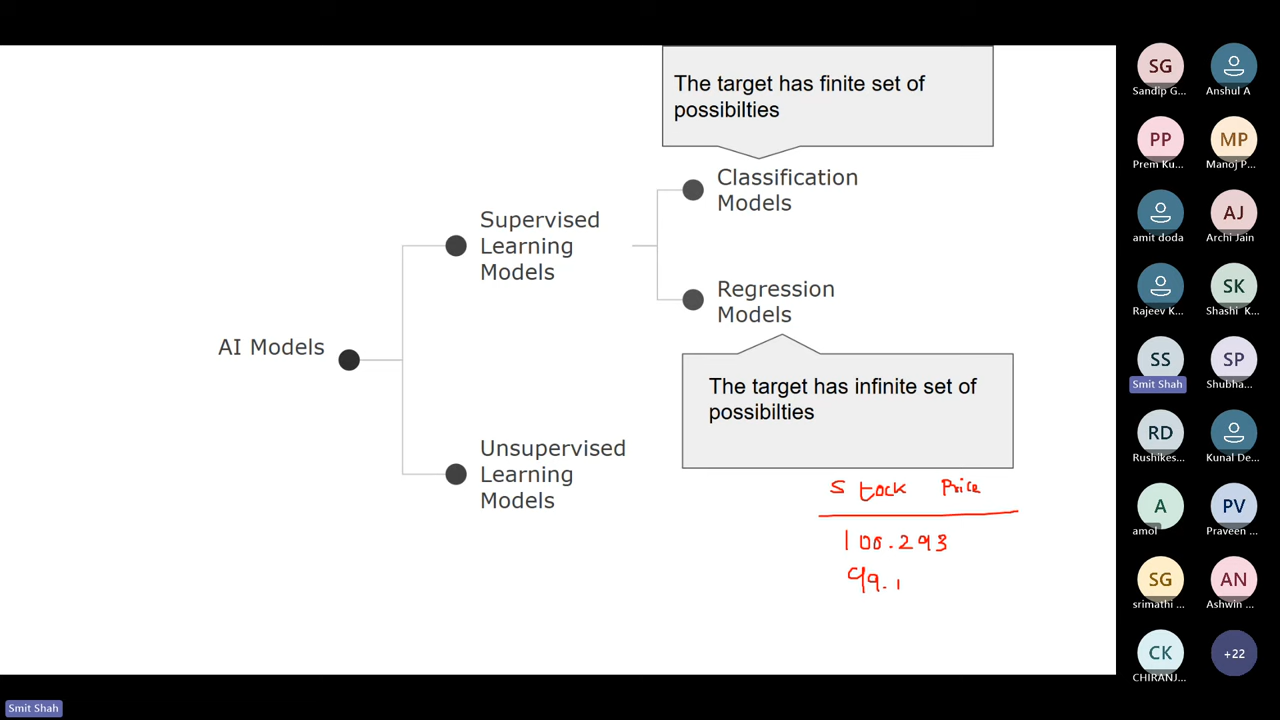 The target has finite set of
possibilties
Classification
Models
Supervised
Learning
Models
Regression
Models
AI Models
The target has infinite set of
possibilties
Unsupervised
Learning
Models
Stock Price
100.293
99.1
SG
Sandip G...
Anshul A
PP
Prem Ku...
MP
Manoj P...
amit doda
AJ
Archi Jain
Rajeev K...
SK
Shashi K...
SS
Smit Shah
SP
Shubha...
RD
Rushikes...
Kunal De...
A
amol
PV
Praveen ...
SG
srimathi ...
AN
Ashwin ...
CK
CHIRANJ...
+22
Smit Shah